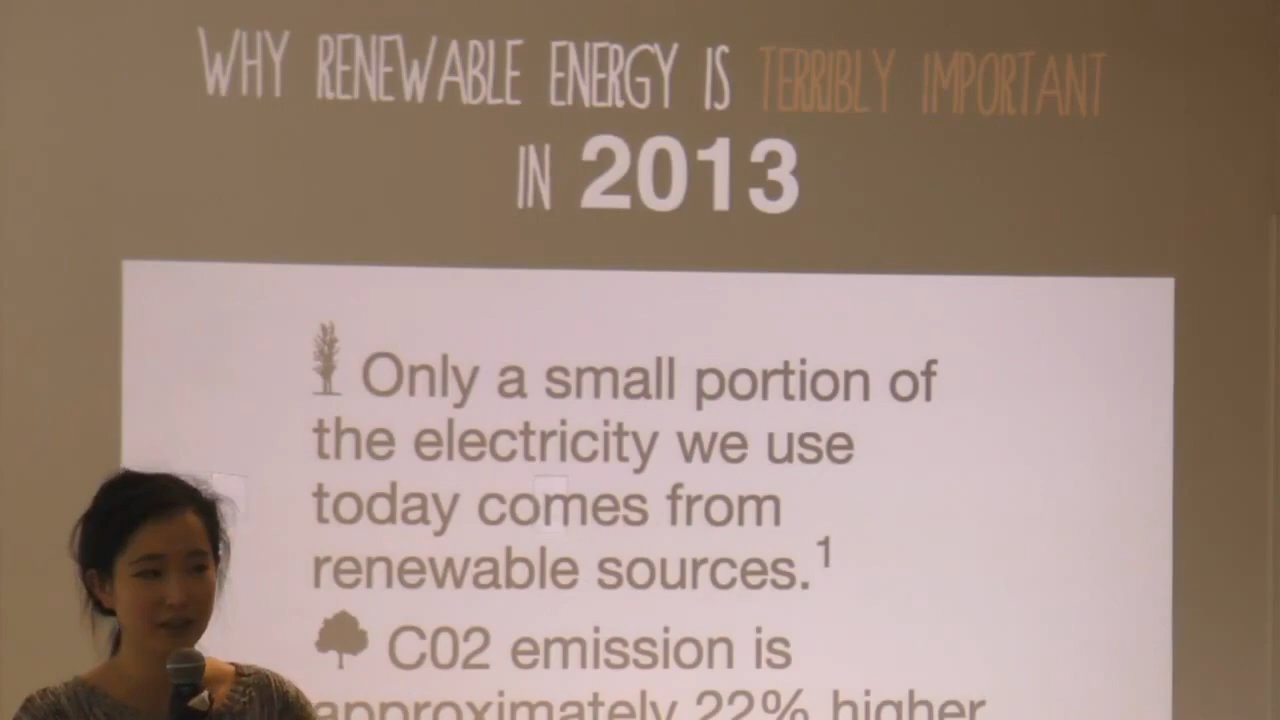 WHY RENEWABLE ENERGY IS TERRIBLY IMPORTANT
IN 2013
Only a small portion of
the electricity we use
today comes from
renewable sources.1
C02 emission is
approximately 22% higher